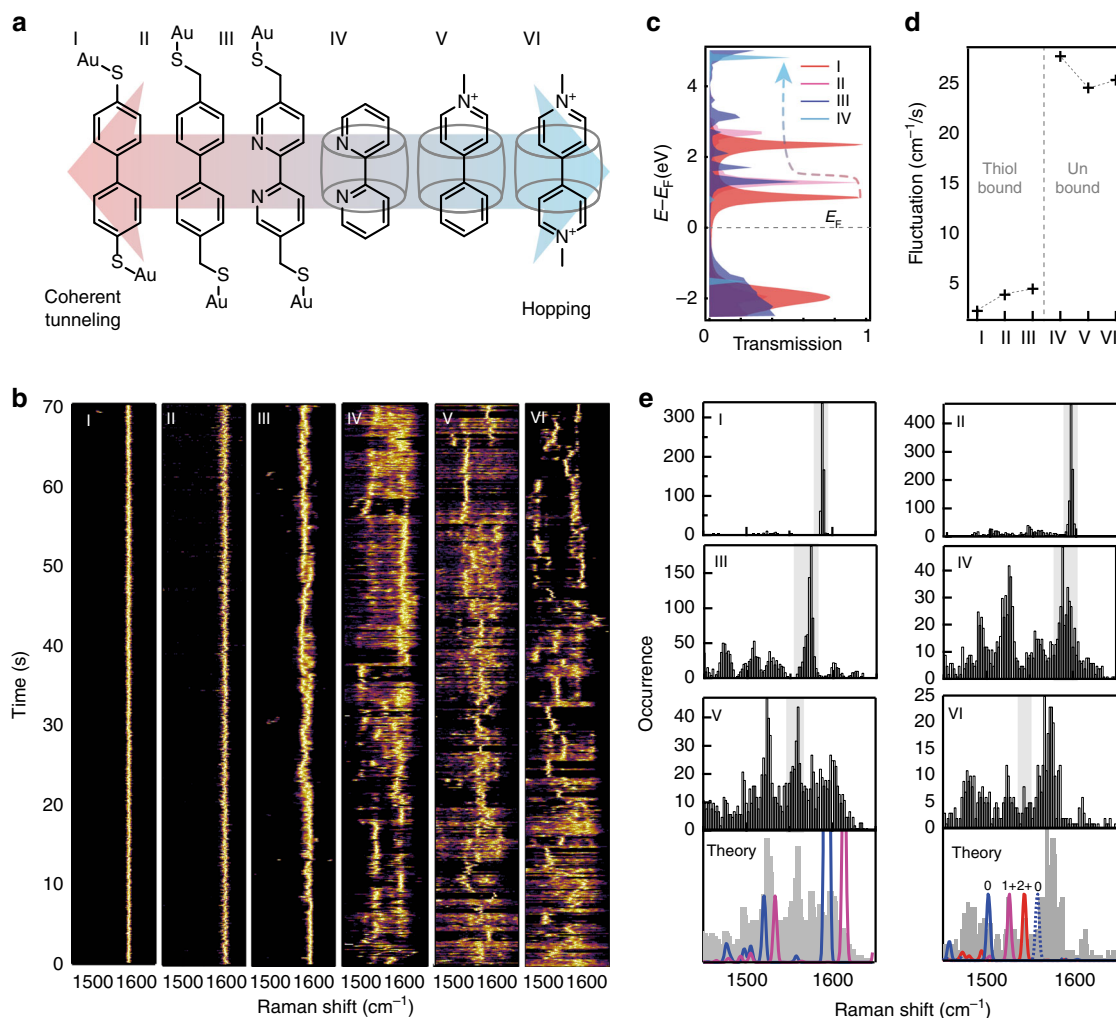 a
I II III IV V VI
Au Au Au
S S S
N N N+ N+
N N N+
S S S
Au Au Au
Coherent
tunneling
Hopping
b
I II III IV V VI
70
60
50
40
30
20
10
0
Time (s)
1500 1600 1500 1600 1500 1600 1500 1600 1500 1600 1500 1600
Raman shift (cm−1)
c
I
II
III
IV
4
2
0
−2
E–EF(eV)
EF
0 1
Transmission
d
25
20
15
10
5
Fluctuation (cm−1/s)
Thiol
bound
Un
bound
I II III IV V VI
e
I
300
200
100
0
II
400
300
200
100
0
III
150
100
50
0
IV
40
30
20
10
0
V
40
30
20
10
0
VI
25
20
15
10
5
0
Occurrence
Theory
1500 1600
Theory
0 1+ 2+ 0
1500 1600
Raman shift (cm−1)